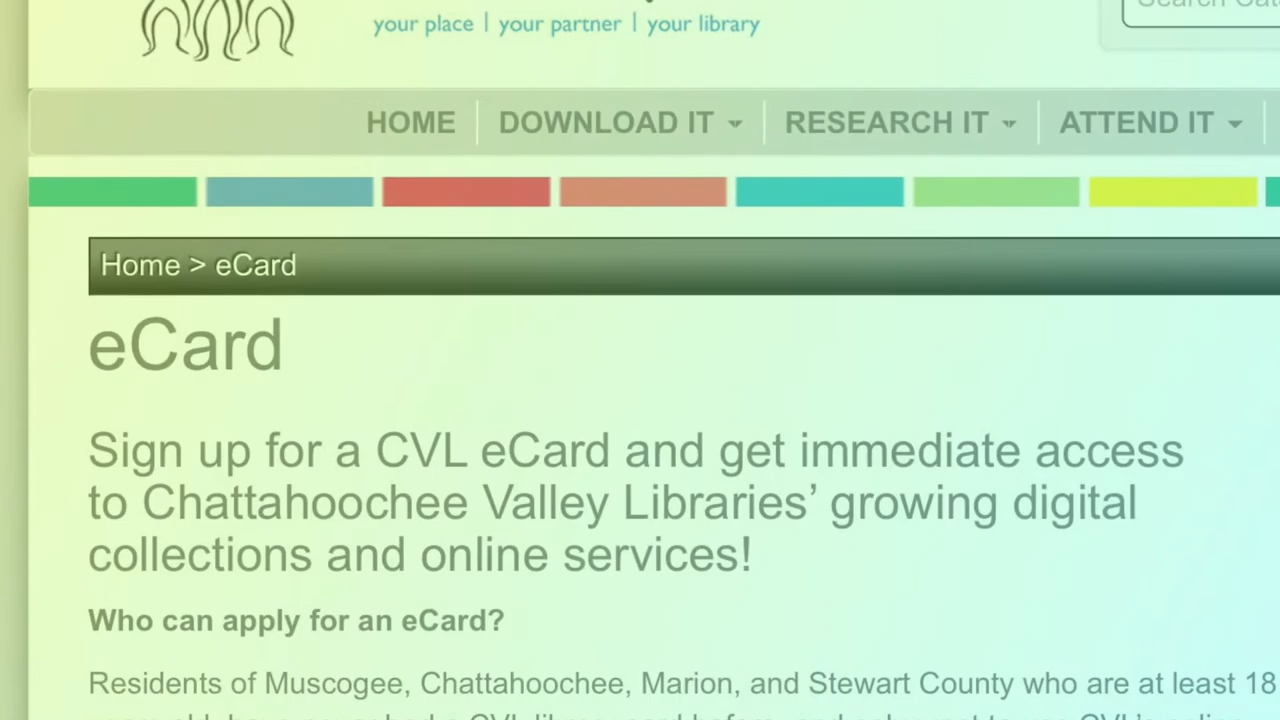 your place | your partner | your library
HOME
DOWNLOAD IT
RESEARCH IT
ATTEND IT
Home > eCard
eCard
Sign up for a CVL eCard and get immediate access
to Chattahoochee Valley Libraries’ growing digital
collections and online services!
Who can apply for an eCard?
Residents of Muscogee, Chattahoochee, Marion, and Stewart County who are at least 18